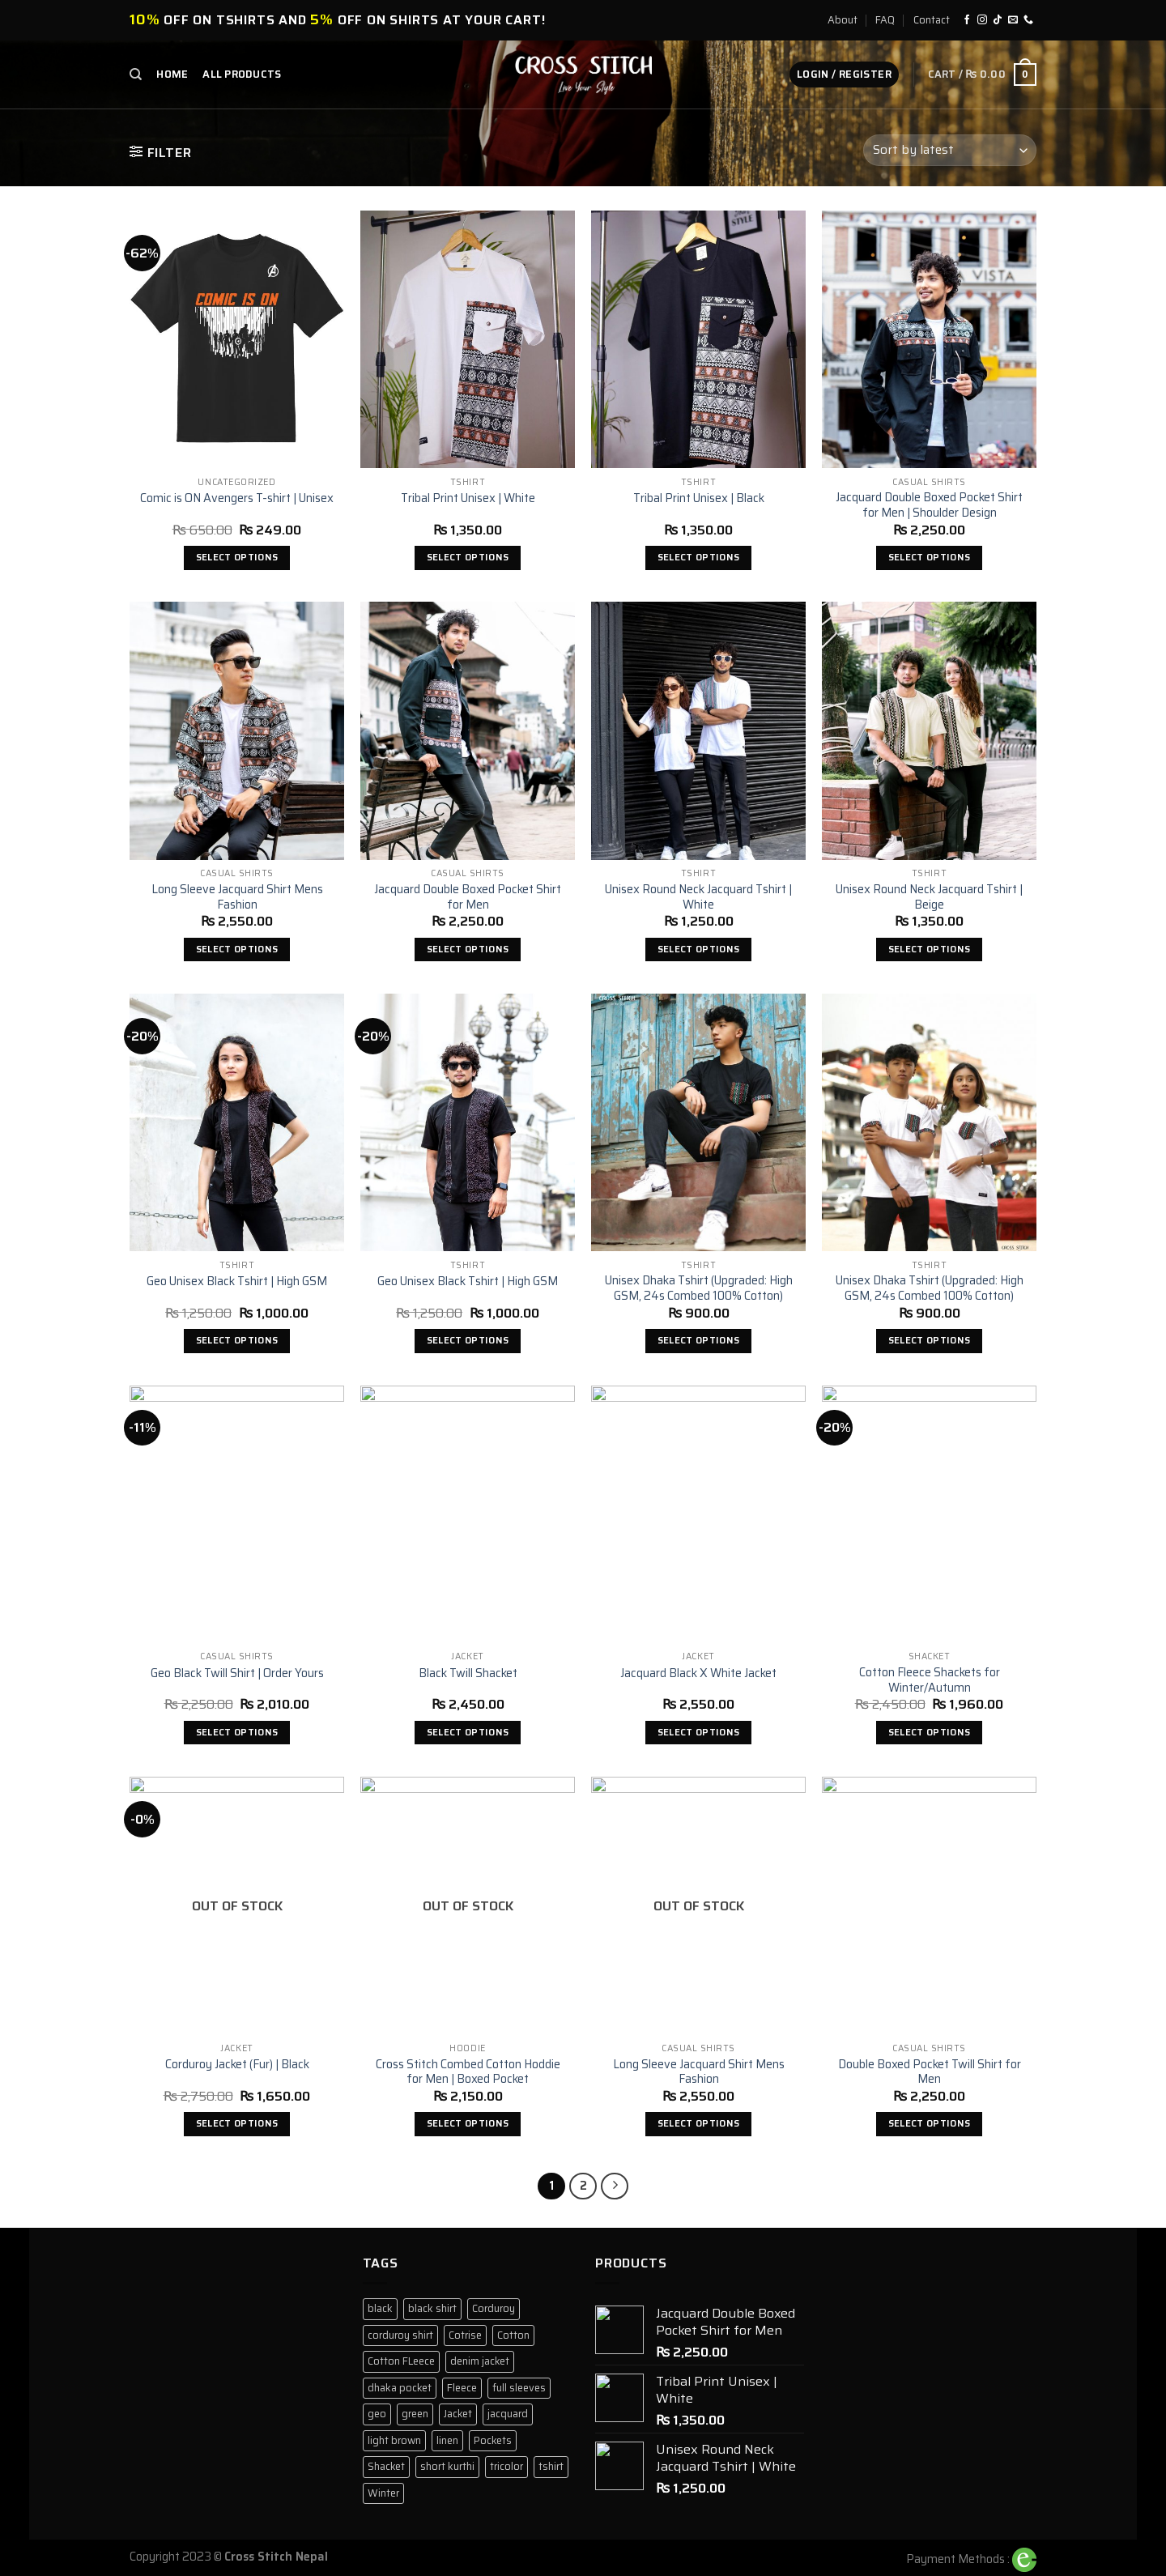 10% OFF ON TSHIRTS AND 5% OFF ON SHIRTS AT YOUR CART!
About
FAQ
Contact
HOME
ALL PRODUCTS
CROSS STITCH
Love Your Style
LOGIN / REGISTER
CART / ₨ 0.00
0
FILTER
Sort by latest
-62%
COMIC IS ON
STYLE
VISTA
BELLA
UNCATEGORIZED
Comic is ON Avengers T-shirt | Unisex
₨ 650.00 ₨ 249.00
SELECT OPTIONS
TSHIRT
Tribal Print Unisex | White
₨ 1,350.00
SELECT OPTIONS
TSHIRT
Tribal Print Unisex | Black
₨ 1,350.00
SELECT OPTIONS
CASUAL SHIRTS
Jacquard Double Boxed Pocket Shirt
for Men | Shoulder Design
₨ 2,250.00
SELECT OPTIONS
CASUAL SHIRTS
Long Sleeve Jacquard Shirt Mens
Fashion
₨ 2,550.00
SELECT OPTIONS
CASUAL SHIRTS
Jacquard Double Boxed Pocket Shirt
for Men
₨ 2,250.00
SELECT OPTIONS
TSHIRT
Unisex Round Neck Jacquard Tshirt |
White
₨ 1,250.00
SELECT OPTIONS
TSHIRT
Unisex Round Neck Jacquard Tshirt |
Beige
₨ 1,350.00
SELECT OPTIONS
-20%
-20%
CROSS STITCH
CROSS STITCH
TSHIRT
Geo Unisex Black Tshirt | High GSM
₨ 1,250.00 ₨ 1,000.00
SELECT OPTIONS
TSHIRT
Geo Unisex Black Tshirt | High GSM
₨ 1,250.00 ₨ 1,000.00
SELECT OPTIONS
TSHIRT
Unisex Dhaka Tshirt (Upgraded: High
GSM, 24s Combed 100% Cotton)
₨ 900.00
SELECT OPTIONS
TSHIRT
Unisex Dhaka Tshirt (Upgraded: High
GSM, 24s Combed 100% Cotton)
₨ 900.00
SELECT OPTIONS
-11%
-20%
CASUAL SHIRTS
Geo Black Twill Shirt | Order Yours
₨ 2,250.00 ₨ 2,010.00
SELECT OPTIONS
JACKET
Black Twill Shacket
₨ 2,450.00
SELECT OPTIONS
JACKET
Jacquard Black X White Jacket
₨ 2,550.00
SELECT OPTIONS
SHACKET
Cotton Fleece Shackets for
Winter/Autumn
₨ 2,450.00 ₨ 1,960.00
SELECT OPTIONS
-0%
OUT OF STOCK
OUT OF STOCK
OUT OF STOCK
JACKET
Corduroy Jacket (Fur) | Black
₨ 2,750.00 ₨ 1,650.00
SELECT OPTIONS
HOODIE
Cross Stitch Combed Cotton Hoddie
for Men | Boxed Pocket
₨ 2,150.00
SELECT OPTIONS
CASUAL SHIRTS
Long Sleeve Jacquard Shirt Mens
Fashion
₨ 2,550.00
SELECT OPTIONS
CASUAL SHIRTS
Double Boxed Pocket Twill Shirt for
Men
₨ 2,250.00
SELECT OPTIONS
1
2
TAGS
black
black shirt
Corduroy
corduroy shirt
Cotrise
Cotton
Cotton FLeece
denim jacket
dhaka pocket
Fleece
full sleeves
geo
green
Jacket
jacquard
light brown
linen
Pockets
Shacket
short kurthi
tricolor
tshirt
Winter
PRODUCTS
Jacquard Double Boxed
Pocket Shirt for Men
₨ 2,250.00
Tribal Print Unisex |
White
₨ 1,350.00
Unisex Round Neck
Jacquard Tshirt | White
₨ 1,250.00
Copyright 2023 © Cross Stitch Nepal
Payment Methods :